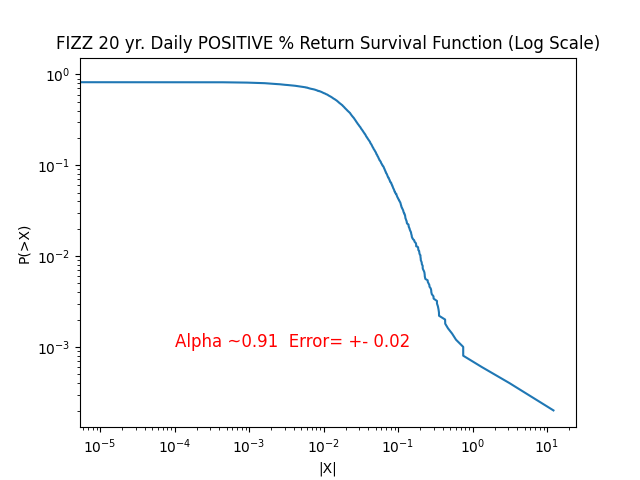 FIZZ 20 yr. Daily POSITIVE % Return Survival Function (Log Scale)
10⁰
10⁻¹
10⁻²
10⁻³
P(>X)
Alpha ~0.91  Error= +- 0.02
10⁻⁵ 10⁻⁴ 10⁻³ 10⁻² 10⁻¹ 10⁰ 10¹
|X|